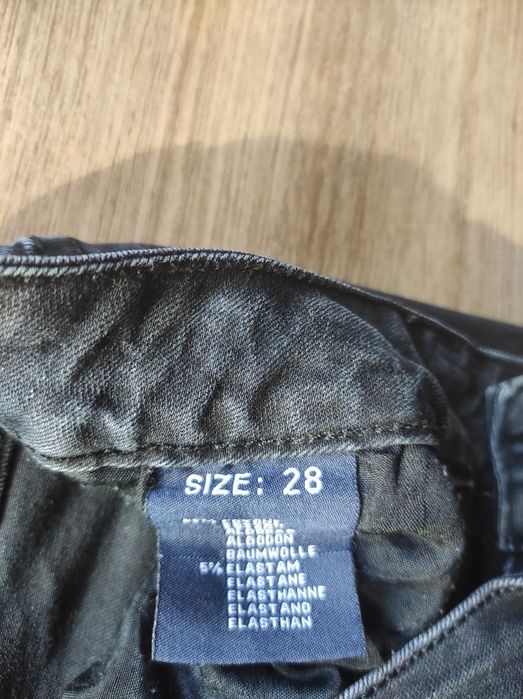 SIZE: 28
ALGODON
BAUMWOLLE
5% ELASTAM
ELASTANE
ELASTHANNE
ELASTANO
ELASTHAN